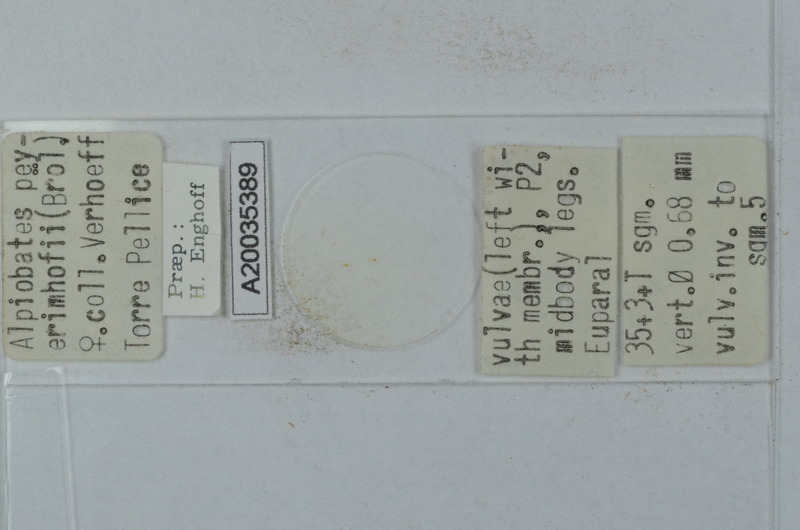 Alpiobates pey-
erimhofii(Brol.)
♀.coll.Verhoeff
Torre Pellice
Præp.:
H. Enghoff
A20035389
vulvae(left wi-
th membr.), P2,
midbody legs.
Euparal
35+3+T sgm.
vert.Ø 0,68 mm
vulv.inv. to
sgm.5